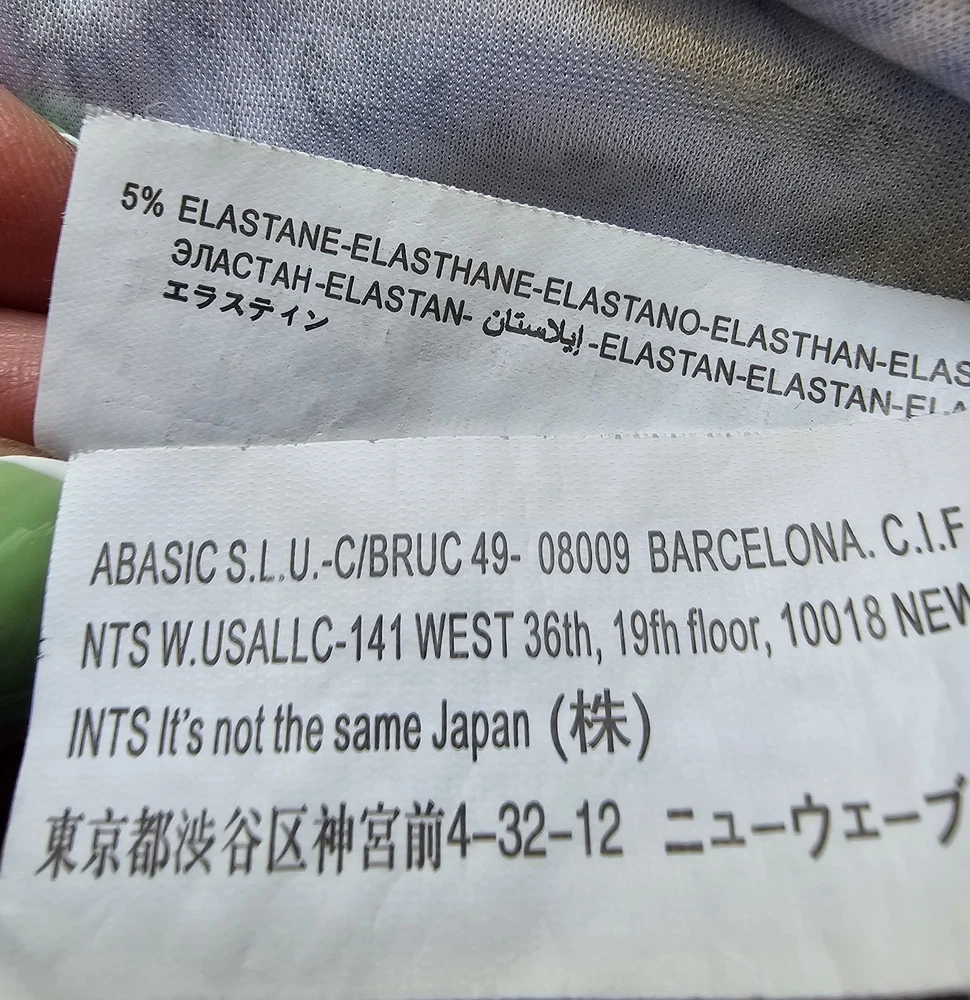 5% ELASTANE-ELASTHANE-ELASTANO-ELASTHAN-ELAS
ЭЛАСТАН-ELASTAN- إيلاستان -ELASTAN-ELASTAN-ELA
エラスティン
ABASIC S.L.U.-C/BRUC 49- 08009 BARCELONA. C.I.F
NTS W.USALLC-141 WEST 36th, 19fh floor, 10018 NEW
INTS It's not the same Japan (株)
東京都渋谷区神宮前4-32-12 ニューウェーブ